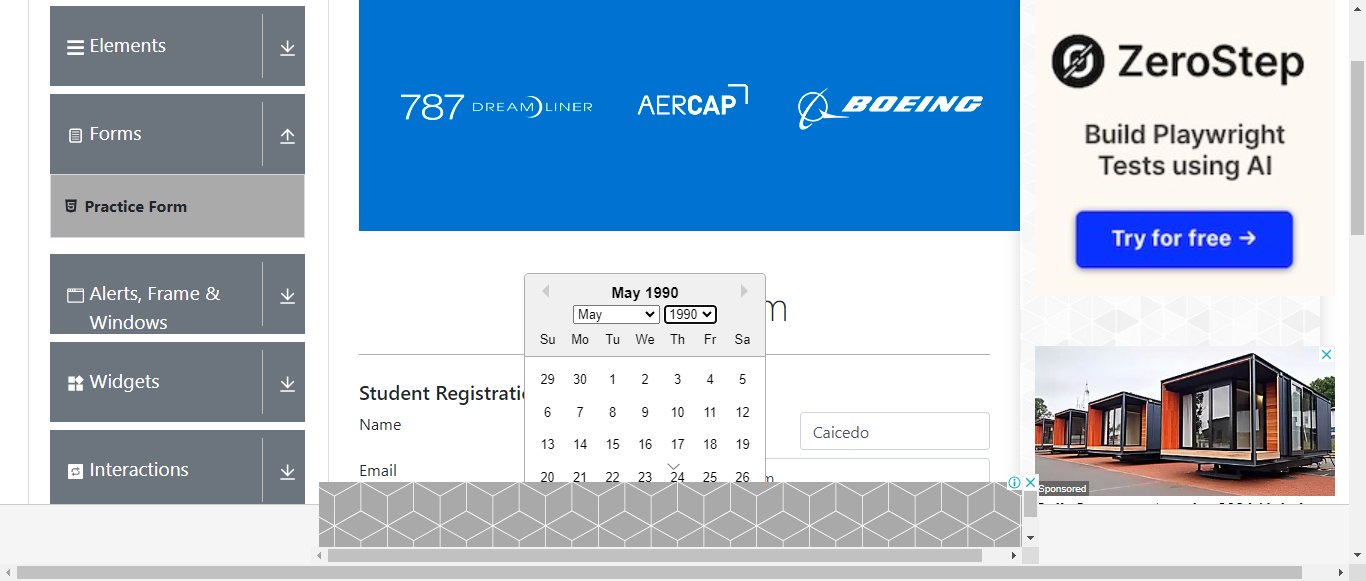 Elements
Forms
Practice Form
Alerts, Frame &
Windows
Widgets
Interactions
787 DREAMLINER
AERCAP
BOEING
May 1990
May
1990
Su Mo Tu We Th Fr Sa
29 30 1 2 3 4 5
6 7 8 9 10 11 12
13 14 15 16 17 18 19
20 21 22 23 24 25 26
m
Student Registratio
Name
Caicedo
Email
m
ZeroStep
Build Playwright
Tests using AI
Try for free →
Sponsored